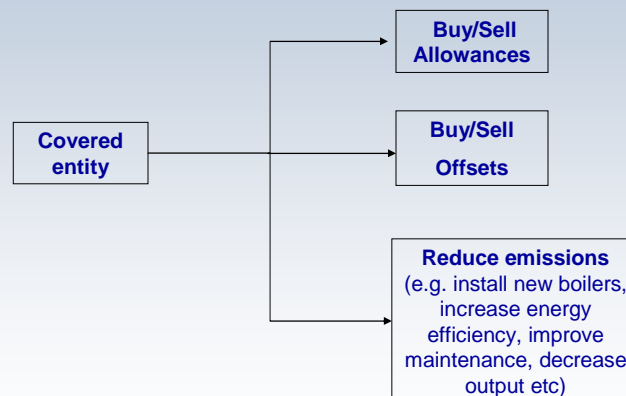 Buy/Sell
Allowances
Covered
entity
Buy/Sell
Offsets
Reduce emissions
(e.g. install new boilers,
increase energy
efficiency, improve
maintenance, decrease
output etc)